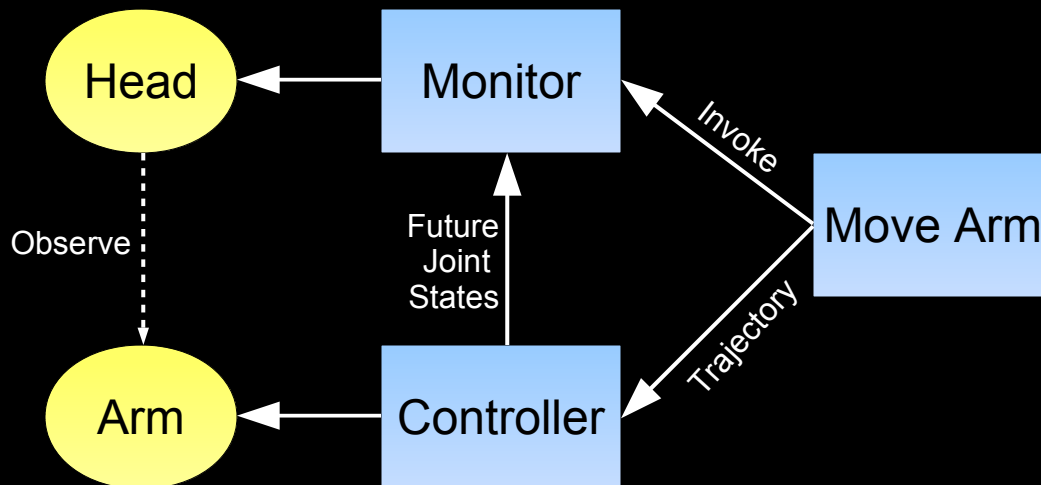 Head
Monitor
Invoke
Move Arm
Observe
Future
Joint
States
Trajectory
Arm
Controller